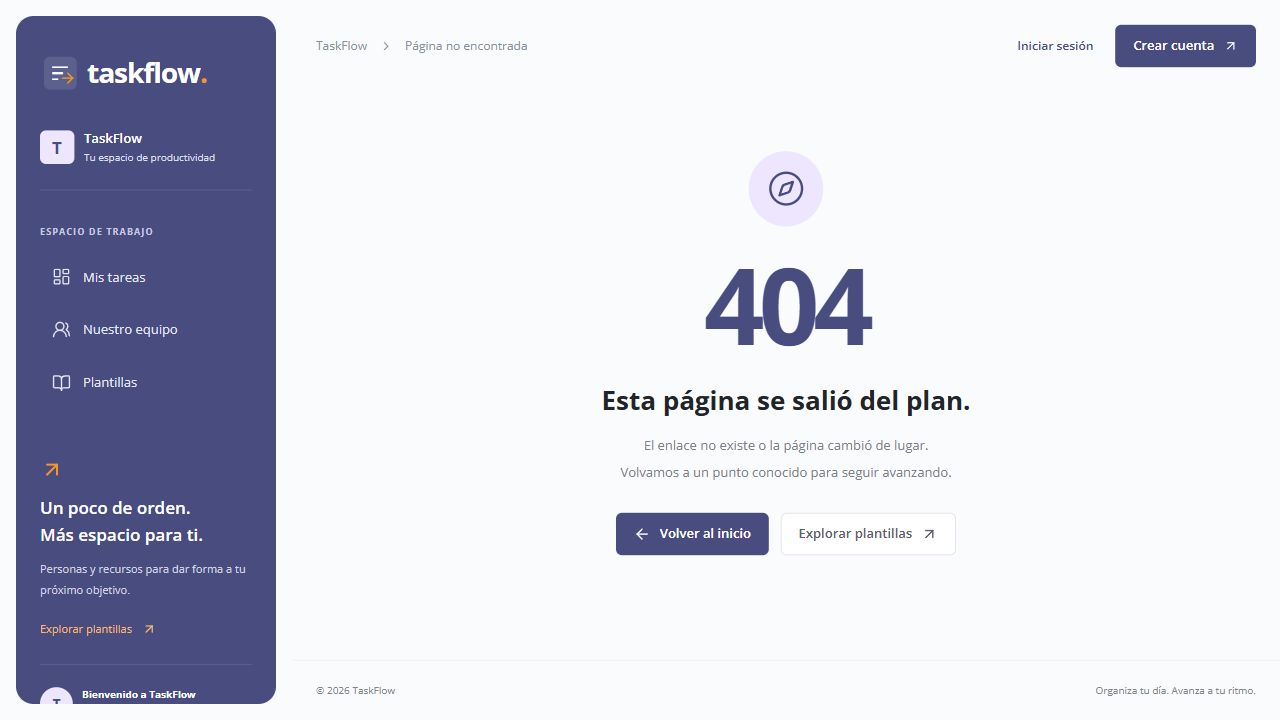 taskflow.
T
TaskFlow
Tu espacio de productividad
ESPACIO DE TRABAJO
Mis tareas
Nuestro equipo
Plantillas
Un poco de orden.
Más espacio para ti.
Personas y recursos para dar forma a tu
próximo objetivo.
Explorar plantillas
T
Bienvenido a TaskFlow
TaskFlow
Página no encontrada
Iniciar sesión
Crear cuenta
404
Esta página se salió del plan.
El enlace no existe o la página cambió de lugar.
Volvamos a un punto conocido para seguir avanzando.
Volver al inicio
Explorar plantillas
© 2026 TaskFlow
Organiza tu día. Avanza a tu ritmo.